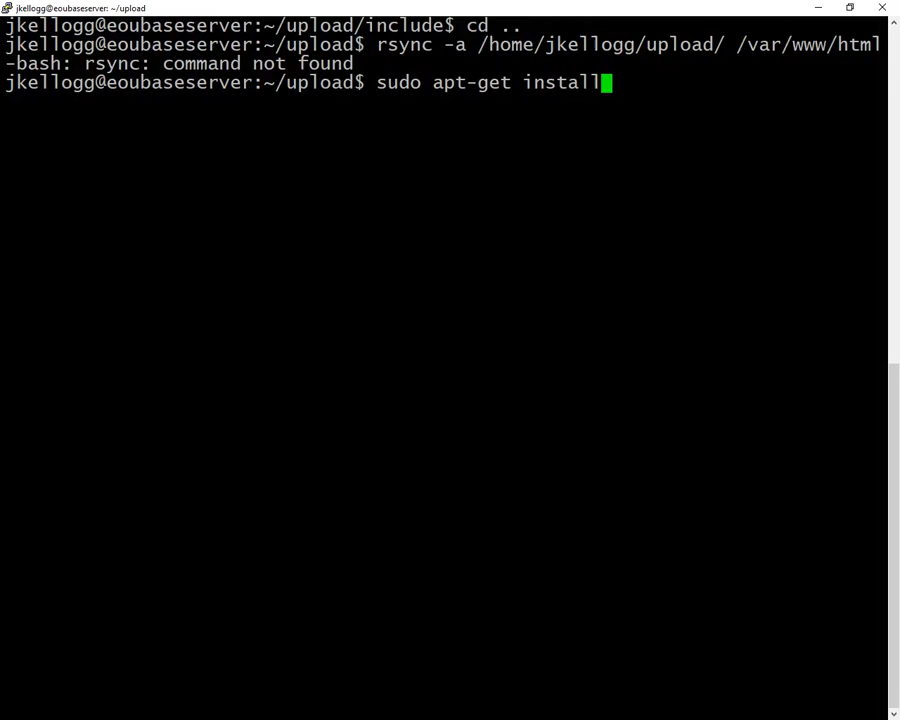 jkellogg@eoubaseserver: ~/upload
jkellogg@eoubaseserver:~/upload/include$ cd ..
jkellogg@eoubaseserver:~/upload$ rsync -a /home/jkellogg/upload/ /var/www/html
-bash: rsync: command not found
jkellogg@eoubaseserver:~/upload$ sudo apt-get install